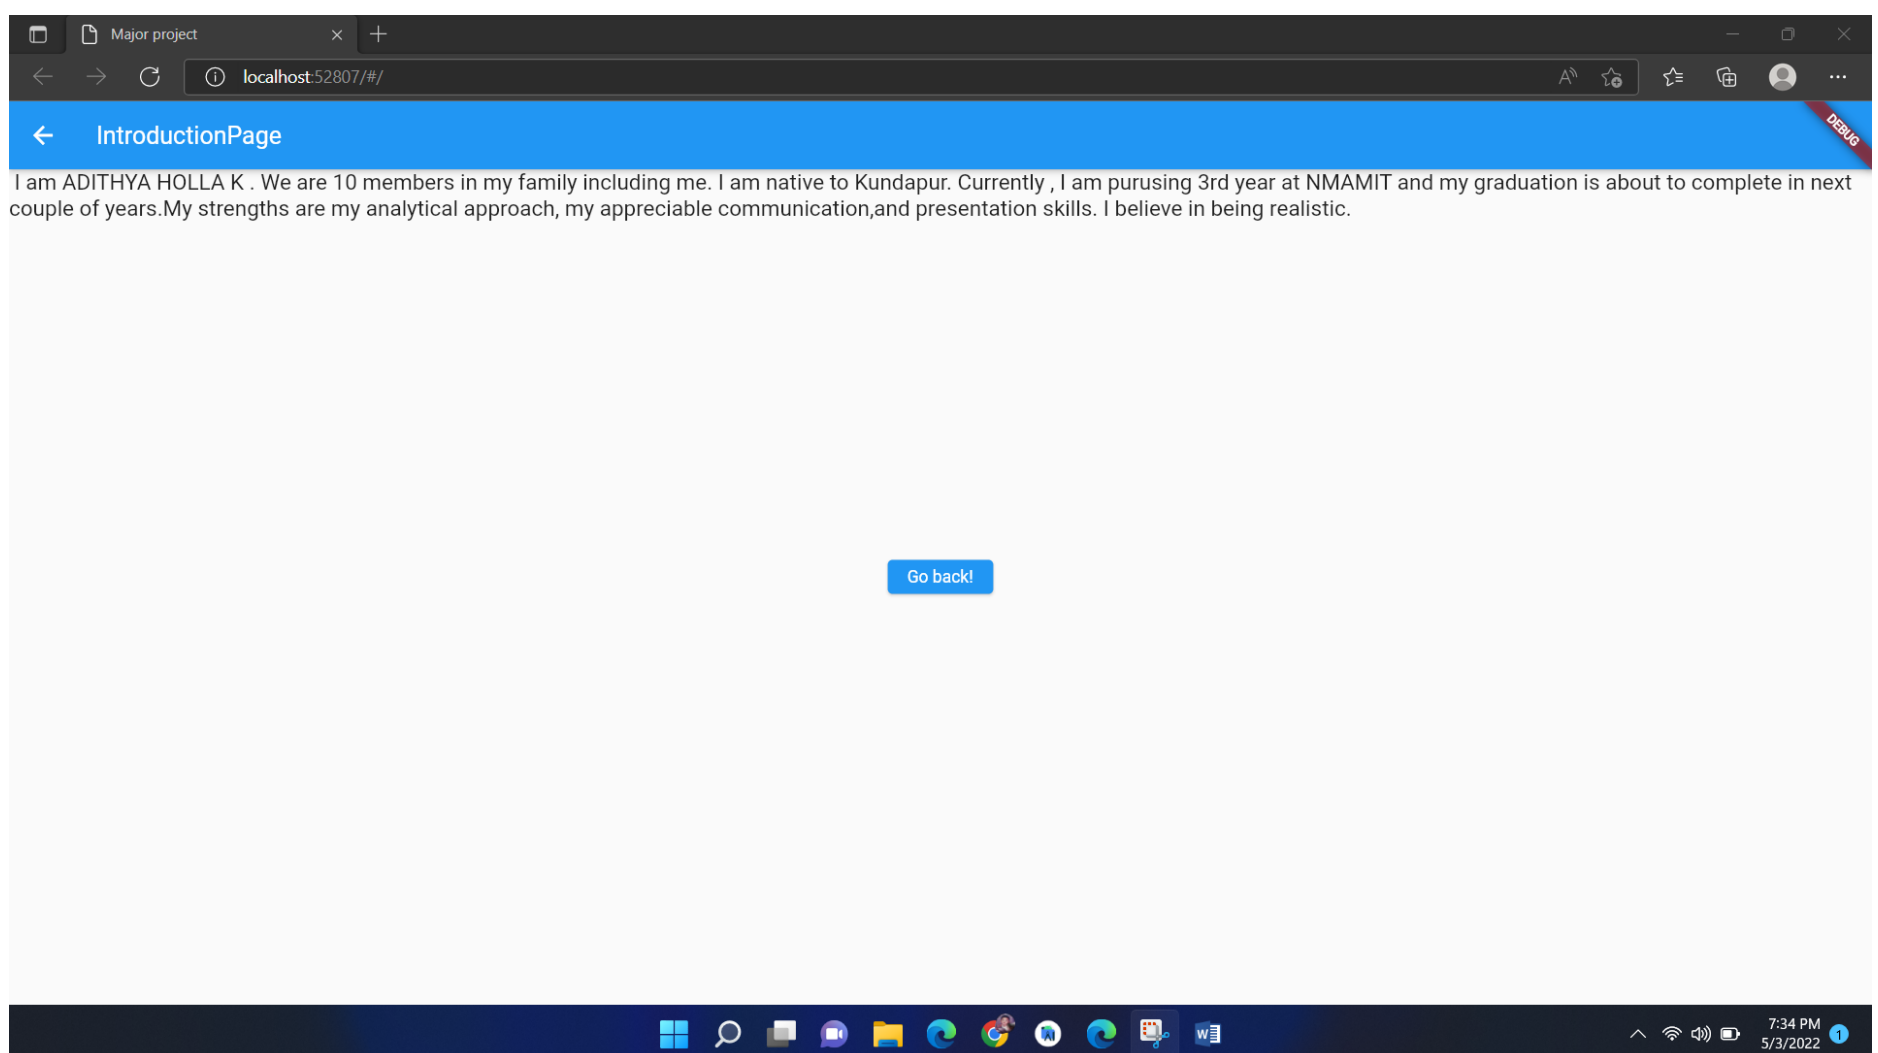 Major project
localhost:52807/#/
IntroductionPage
DEBUG
I am ADITHYA HOLLA K . We are 10 members in my family including me. I am native to Kundapur. Currently , I am purusing 3rd year at NMAMIT and my graduation is about to complete in next
couple of years.My strengths are my analytical approach, my appreciable communication,and presentation skills. I believe in being realistic.
Go back!
7:34 PM
5/3/2022
1